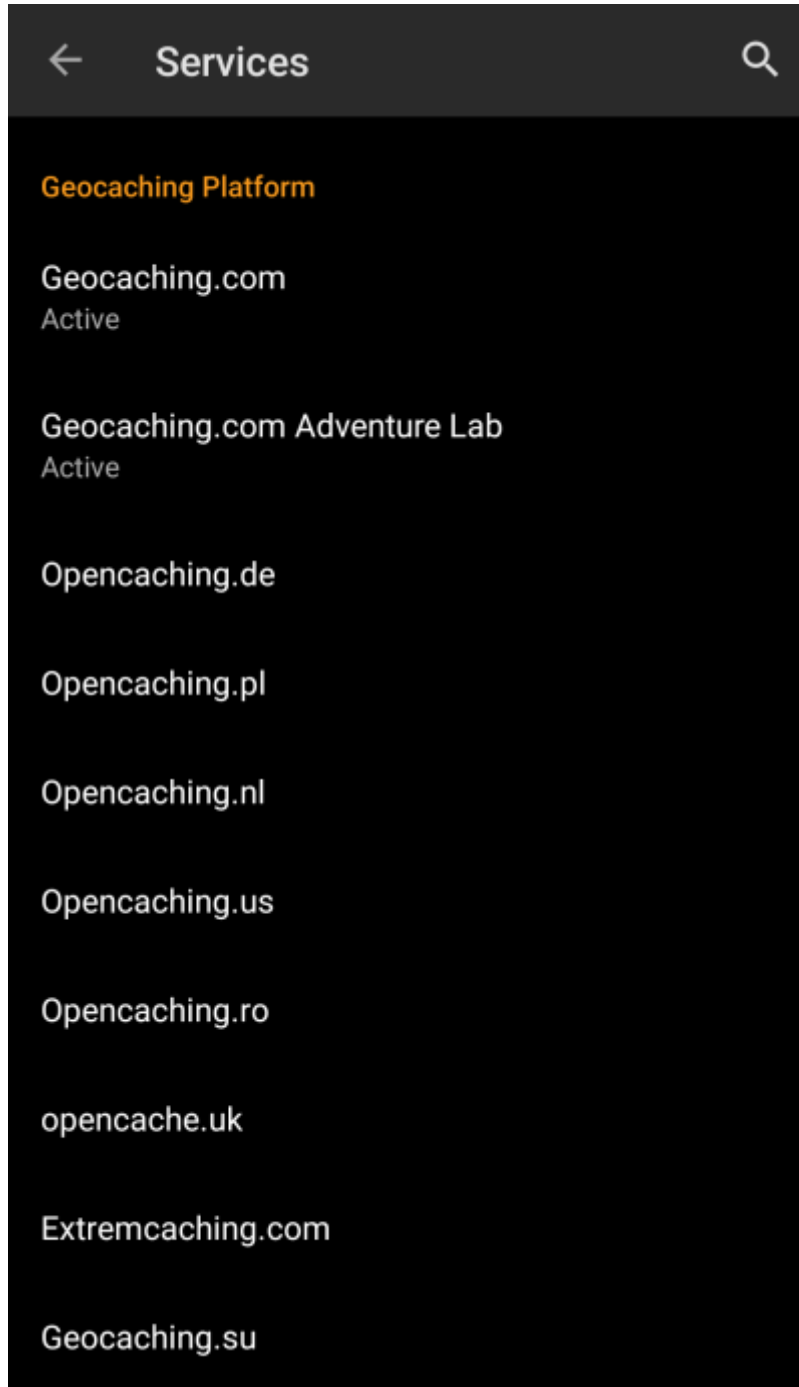 Services
Geocaching Platform
Geocaching.com
Active
Geocaching.com Adventure Lab
Active
Opencaching.de
Opencaching.pl
Opencaching.nl
Opencaching.us
Opencaching.ro
opencache.uk
Extremcaching.com
Geocaching.su